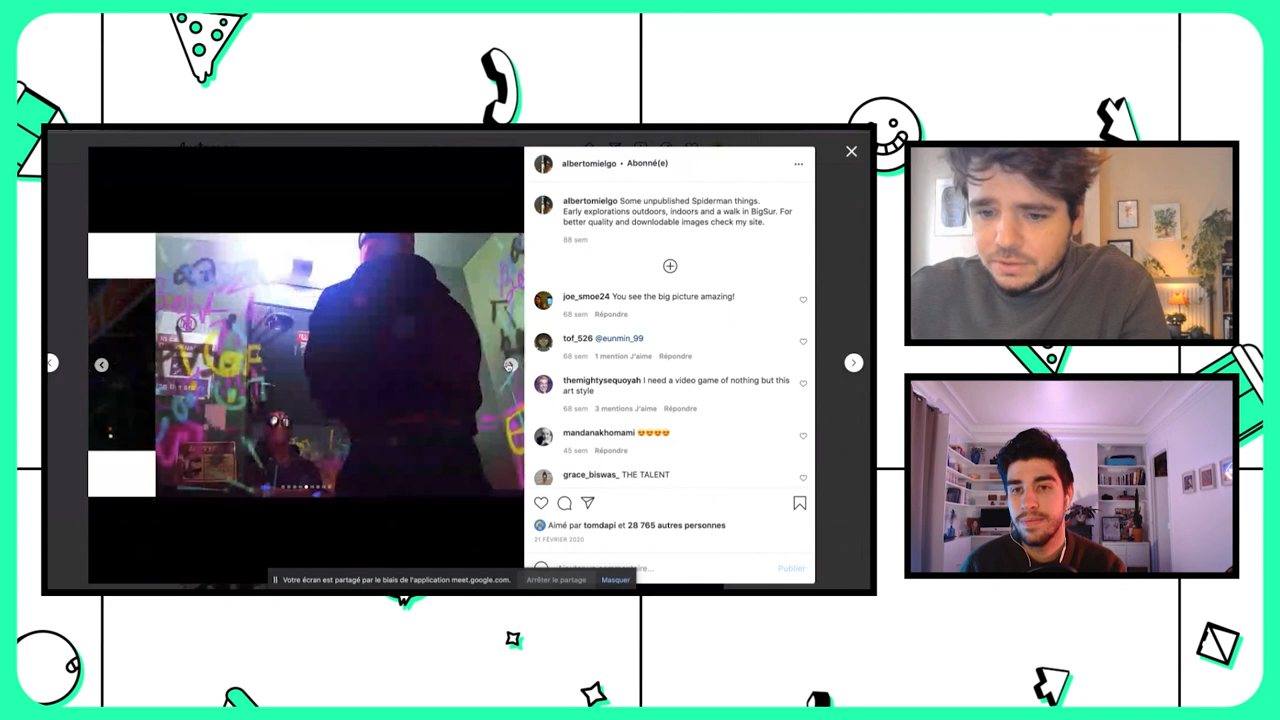 albertomielgo • Abonné(e)
albertomielgo Some unpublished Spiderman things.
Early explorations outdoors, indoors and a walk in BigSur. For
better quality and downlodable images check my site.
88 sem
joe_smoe24 You see the big picture amazing!
68 sem Répondre
tof_526 @eunmin_99
68 sem 1 mention J'aime Répondre
themightysequoyah I need a video game of nothing but this
art style
68 sem 3 mentions J'aime Répondre
mandanakhomami 😍😍😍😍
45 sem Répondre
grace_biswas_ THE TALENT
Aimé par tomdapi et 28 765 autres personnes
21 FÉVRIER 2020
Publier
Votre écran est partagé par le biais de l'application meet.google.com.
Arrêter le partage
Masquer